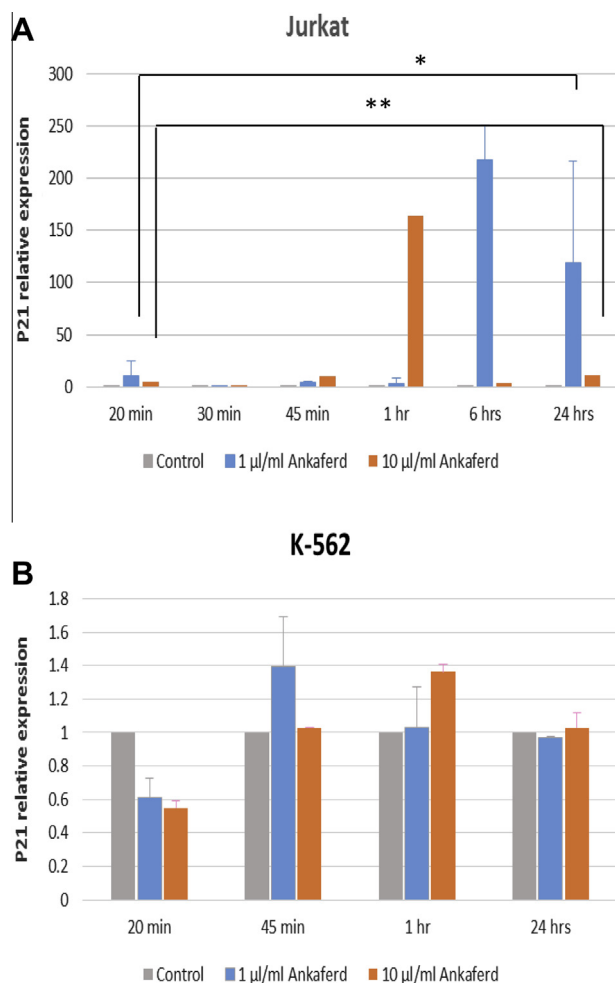 A
Jurkat
P21 relative expression
300
250
200
150
100
50
0
*
**
20 min 30 min 45 min 1 hr 6 hrs 24 hrs
Control 1 µl/ml Ankaferd 10 µl/ml Ankaferd
B
K-562
P21 relative expression
1.8
1.6
1.4
1.2
1
0.8
0.6
0.4
0.2
0
20 min 45 min 1 hr 24 hrs
Control 1 µl/ml Ankaferd 10 µl/ml Ankaferd